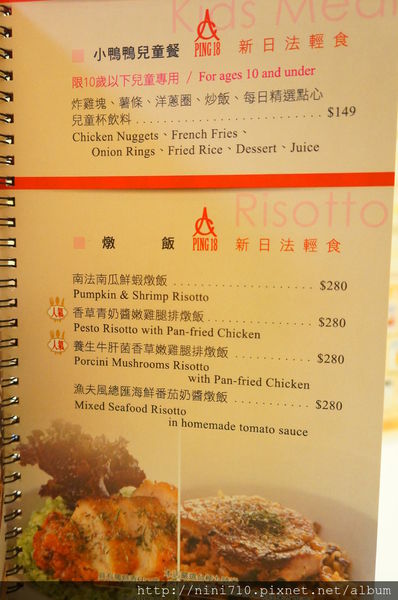 Kids Meal
小鴨鴨兒童餐 PING 18 新日法輕食
限10歲以下兒童專用 / For ages 10 and under
炸雞塊、薯條、洋蔥圈、炒飯、每日精選點心
兒童杯飲料 $149
Chicken Nuggets、French Fries、
Onion Rings、Fried Rice、Dessert、Juice
Risotto
燉 飯 PING 18 新日法輕食
南法南瓜鮮蝦燉飯 $280
Pumpkin & Shrimp Risotto
人氣 香草青奶醬嫩雞腿排燉飯 $280
Pesto Risotto with Pan-fried Chicken
人氣 養生牛肝菌香草嫩雞腿排燉飯 $280
Porcini Mushrooms Risotto
with Pan-fried Chicken
漁夫風總匯海鮮番茄奶醬燉飯 $280
Mixed Seafood Risotto
in homemade tomato sauce
http://nini710.pixnet.net/album